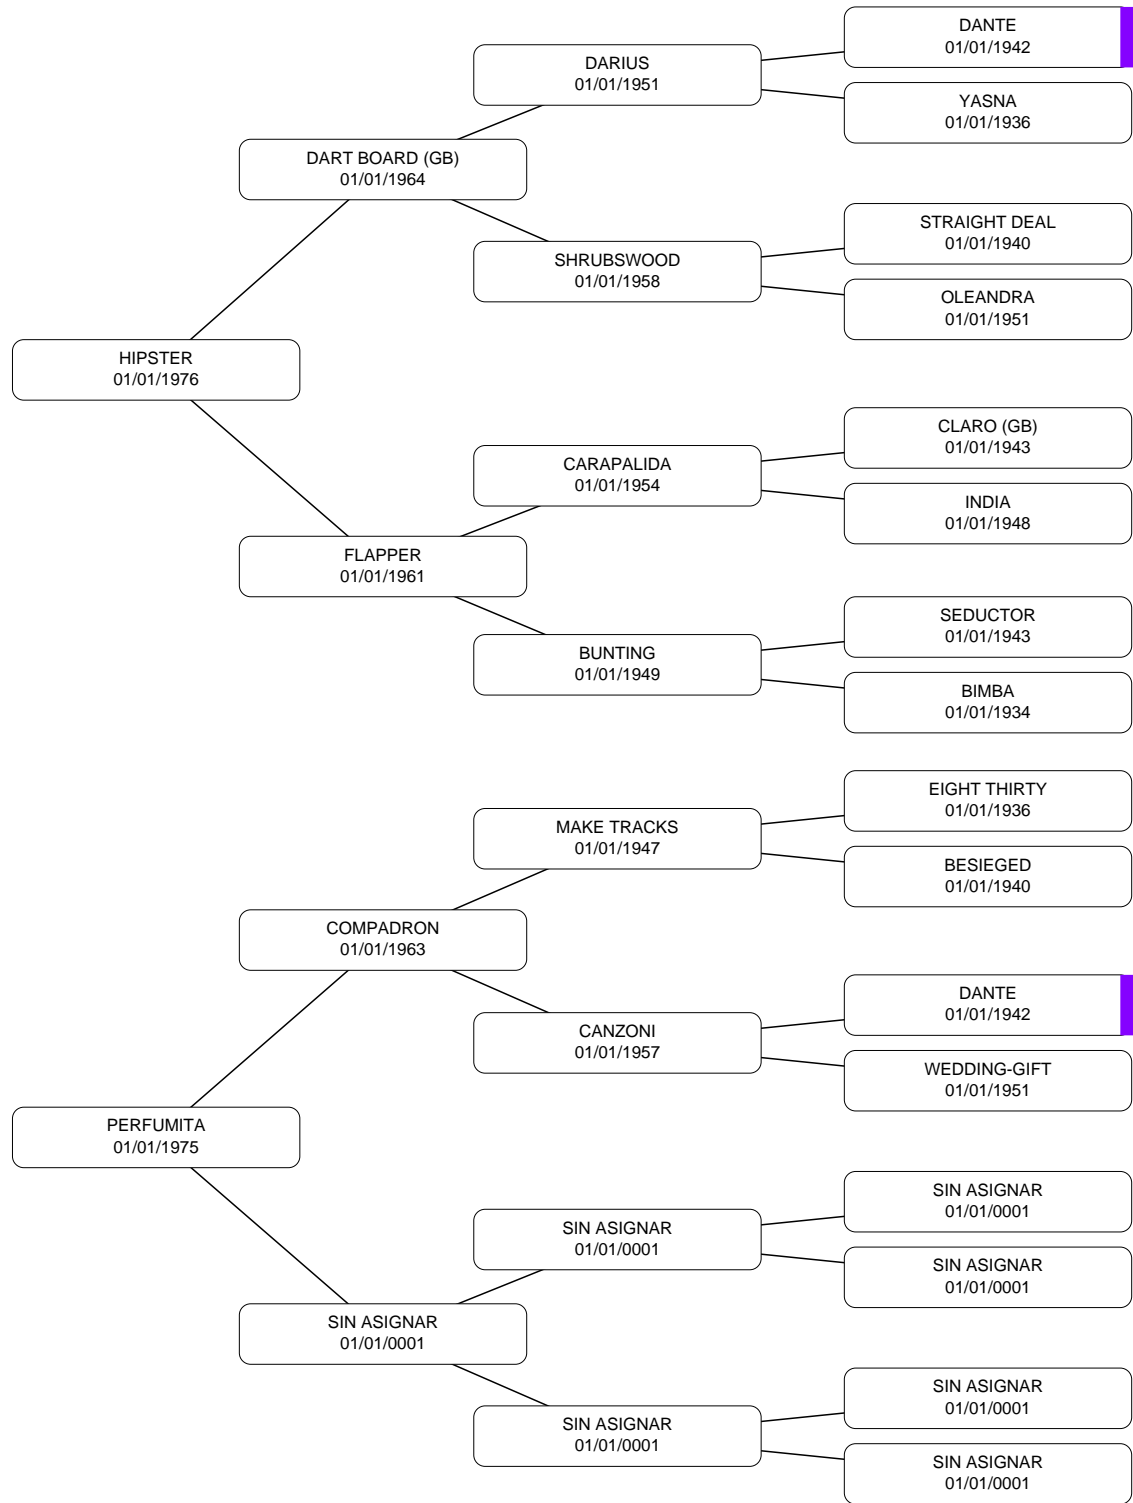 DANTE
01/01/1942
DARIUS
01/01/1951
YASNA
01/01/1936
DART BOARD (GB)
01/01/1964
STRAIGHT DEAL
01/01/1940
SHRUBSWOOD
01/01/1958
OLEANDRA
01/01/1951
HIPSTER
01/01/1976
CLARO (GB)
01/01/1943
CARAPALIDA
01/01/1954
INDIA
01/01/1948
FLAPPER
01/01/1961
SEDUCTOR
01/01/1943
BUNTING
01/01/1949
BIMBA
01/01/1934
EIGHT THIRTY
01/01/1936
MAKE TRACKS
01/01/1947
BESIEGED
01/01/1940
COMPADRON
01/01/1963
DANTE
01/01/1942
CANZONI
01/01/1957
WEDDING-GIFT
01/01/1951
PERFUMITA
01/01/1975
SIN ASIGNAR
01/01/0001
SIN ASIGNAR
01/01/0001
SIN ASIGNAR
01/01/0001
SIN ASIGNAR
01/01/0001
SIN ASIGNAR
01/01/0001
SIN ASIGNAR
01/01/0001
SIN ASIGNAR
01/01/0001